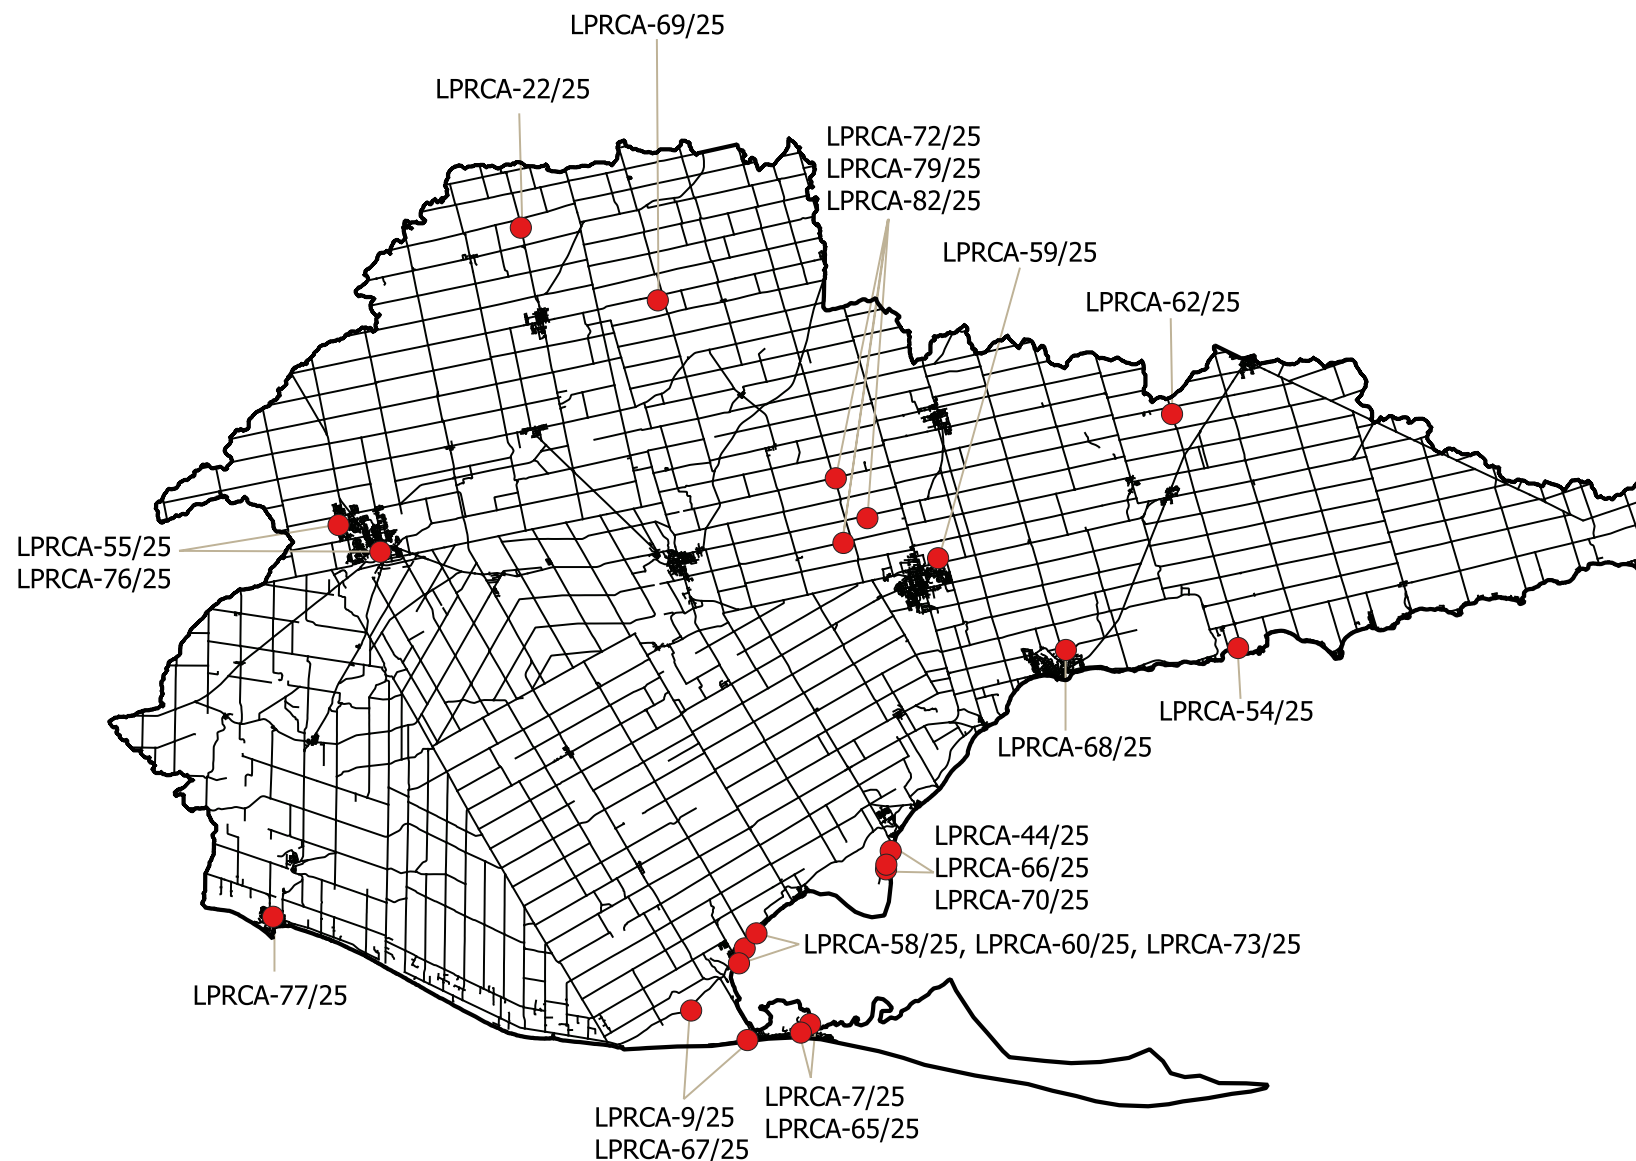 LPRCA-69/25
LPRCA-22/25
LPRCA-72/25
LPRCA-79/25
LPRCA-82/25
LPRCA-59/25
LPRCA-62/25
LPRCA-55/25
LPRCA-76/25
LPRCA-54/25
LPRCA-68/25
LPRCA-44/25
LPRCA-66/25
LPRCA-70/25
LPRCA-58/25, LPRCA-60/25, LPRCA-73/25
LPRCA-77/25
LPRCA-7/25
LPRCA-65/25
LPRCA-9/25
LPRCA-67/25